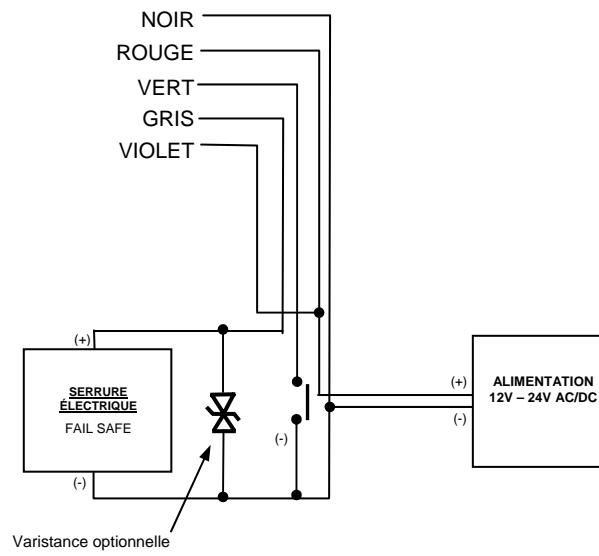 NOIR
ROUGE
VERT
GRIS
VIOLET
(+)
SERRURE
ÉLECTRIQUE
FAIL SAFE
(-)
(-)
(+)
(-)
ALIMENTATION
12V – 24V AC/DC
Varistance optionnelle